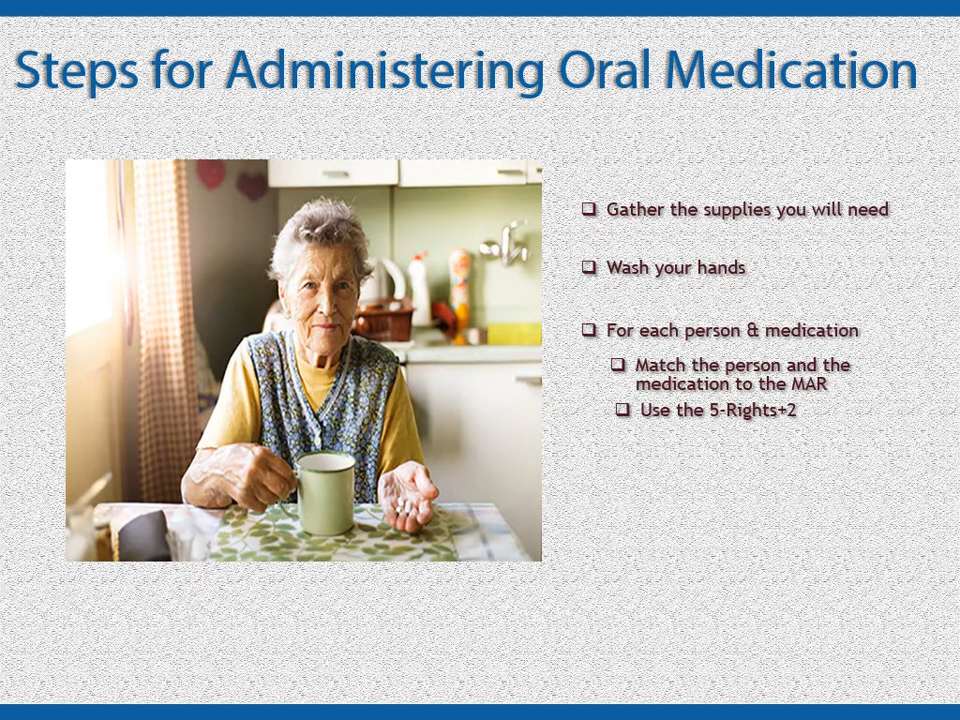 Steps for Administering Oral Medication
Gather the supplies you will need
Wash your hands
For each person & medication
Match the person and the
medication to the MAR
Use the 5-Rights+2